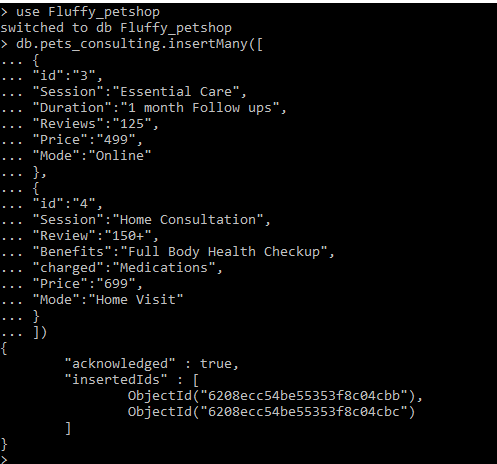 > use Fluffy_petshop
switched to db Fluffy_petshop
> db.pets_consulting.insertMany([
... {
... "id":"3",
... "Session":"Essential Care",
... "Duration":"1 month Follow ups",
... "Reviews":"125",
... "Price":"499",
... "Mode":"Online"
... },
... {
... "id":"4",
... "Session":"Home Consultation",
... "Review":"150+",
... "Benefits":"Full Body Health Checkup",
... "charged":"Medications",
... "Price":"699",
... "Mode":"Home Visit"
... }
... ])
{
        "acknowledged" : true,
        "insertedIds" : [
                ObjectId("6208ecc54be55353f8c04cbb"),
                ObjectId("6208ecc54be55353f8c04cbc")
        ]
}
>